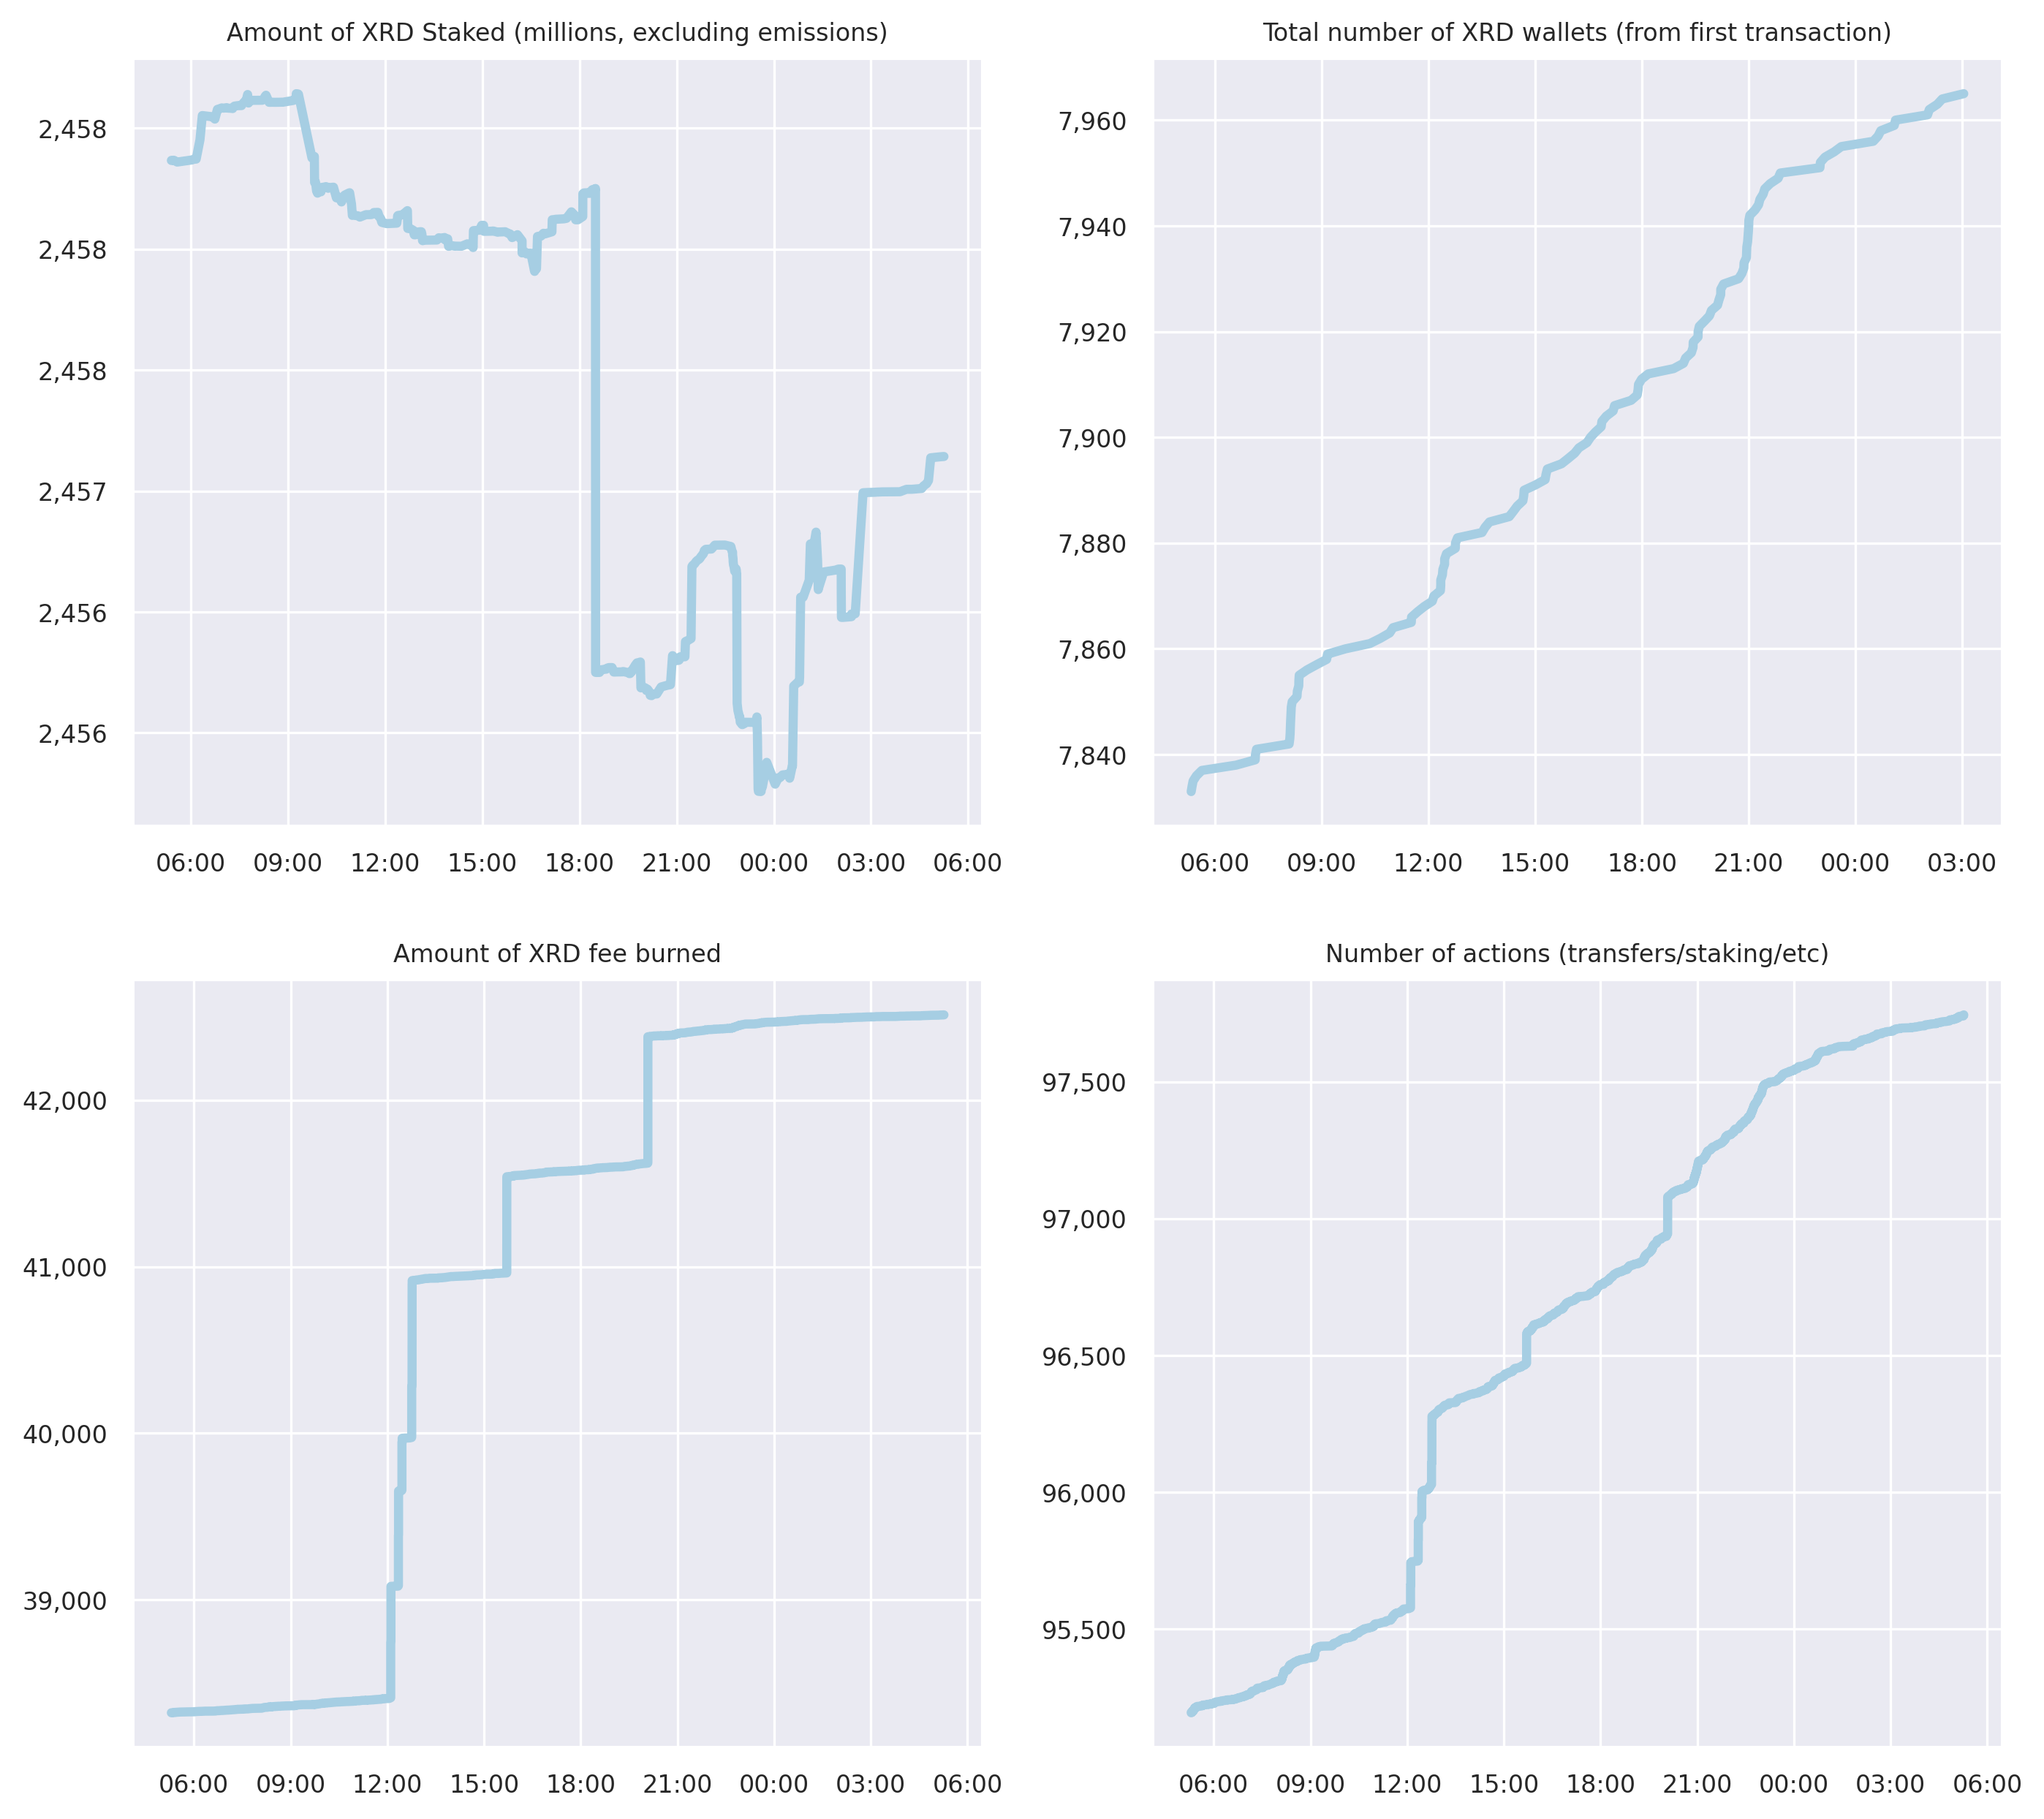 Amount of XRD Staked (millions, excluding emissions)
2,458
2,458
2,458
2,457
2,456
2,456
06:00 09:00 12:00 15:00 18:00 21:00 00:00 03:00 06:00
Total number of XRD wallets (from first transaction)
7,960
7,940
7,920
7,900
7,880
7,860
7,840
06:00 09:00 12:00 15:00 18:00 21:00 00:00 03:00
Amount of XRD fee burned
42,000
41,000
40,000
39,000
06:00 09:00 12:00 15:00 18:00 21:00 00:00 03:00 06:00
Number of actions (transfers/staking/etc)
97,500
97,000
96,500
96,000
95,500
06:00 09:00 12:00 15:00 18:00 21:00 00:00 03:00 06:00